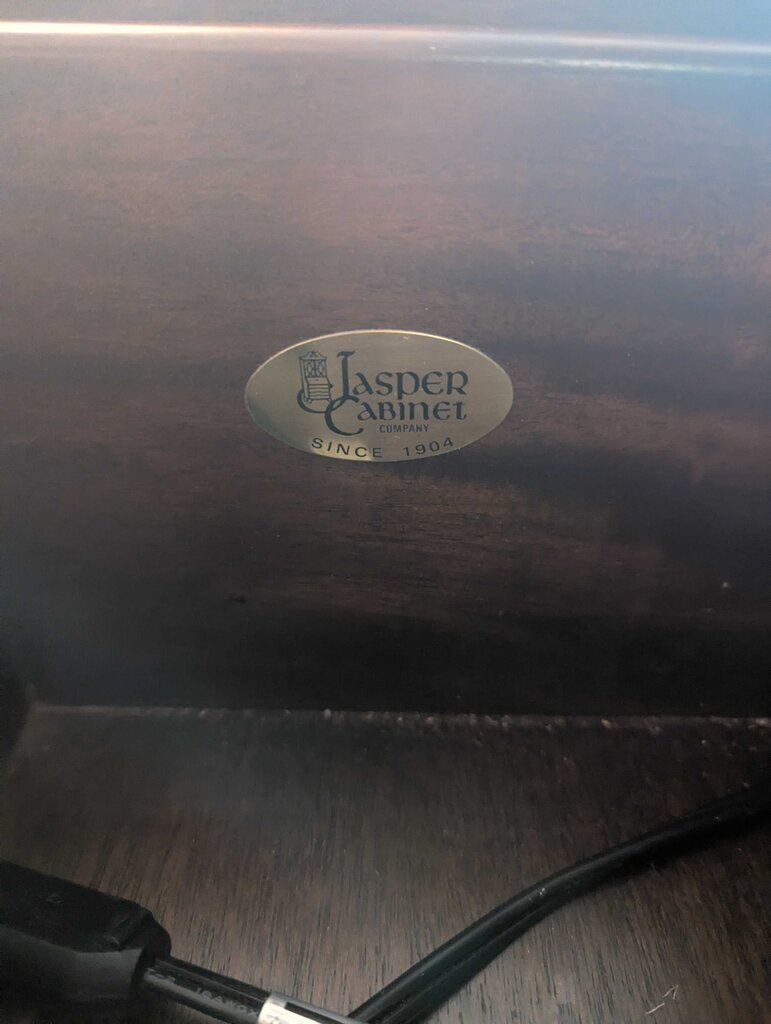 Jasper
Cabinet
COMPANY
SINCE 1904